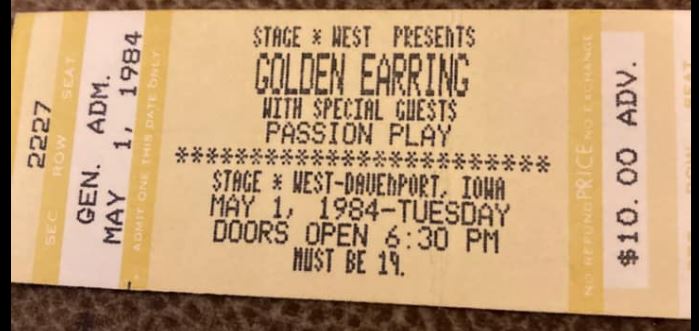 2227
SEC ROW SEAT
GEN. ADM.
MAY 1, 1984
ADMIT ONE THIS DATE ONLY
STAGE * WEST PRESENTS
GOLDEN EARRING
WITH SPECIAL GUESTS
PASSION PLAY
*****************************
STAGE * WEST-DAVENPORT, IOWA
MAY 1, 1984-TUESDAY
DOORS OPEN 6:30 PM
MUST BE 19.
NO REFUND PRICE NO EXCHANGE
$10.00 ADV.